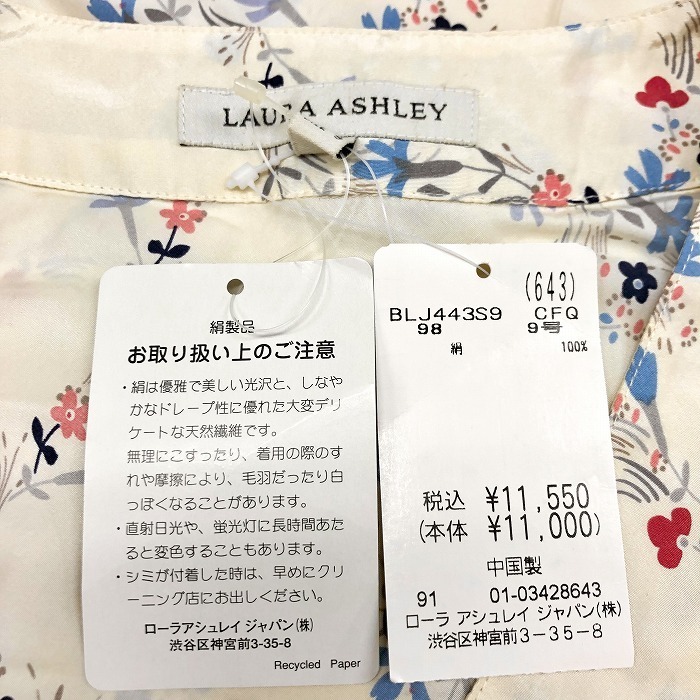 LAURA ASHLEY
絹製品
お取り扱い上のご注意
・絹は優雅で美しい光沢と、しなや
かなドレープ性に優れた大変デリ
ケートな天然繊維です。
無理にこすったり、着用の際のす
れや摩擦により、毛羽だったり白
っぽくなることがあります。
・直射日光や、蛍光灯に長時間あた
ると変色することもあります。
・シミが付着した時は、早めにクリ
ーニング店にお出しください。
ローラアシュレイ ジャパン(株)
渋谷区神宮前3-35-8
Recycled Paper
(643)
BLJ443S9 CFQ
98 9号
絹 100%
税込 ¥11,550
(本体 ¥11,000)
中国製
91 01-03428643
ローラ アシュレイ ジャパン(株)
渋谷区神宮前3-35-8